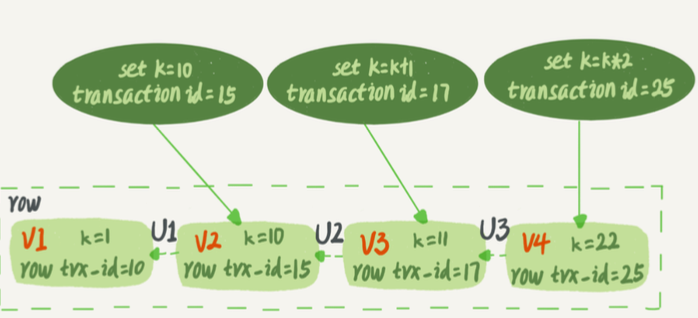 set k=10
transaction id=15
set k=k+1
transaction id=17
set k=k*2
transaction id=25
row
V1 k=1
row trx-id=10
U1
V2 k=10
row trx-id=15
U2
V3 k=11
row trx-id=17
U3
V4 k=22
row trx-id=25